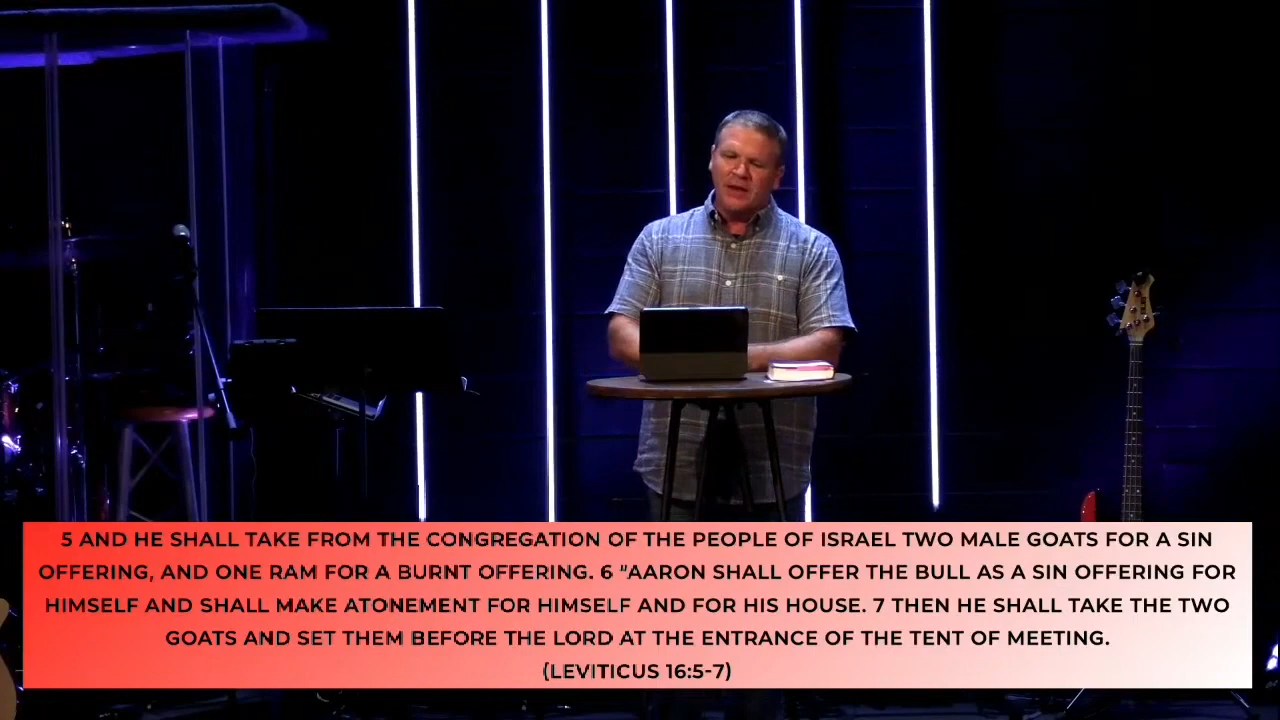 5 AND HE SHALL TAKE FROM THE CONGREGATION OF THE PEOPLE OF ISRAEL TWO MALE GOATS FOR A SIN
OFFERING, AND ONE RAM FOR A BURNT OFFERING. 6 "AARON SHALL OFFER THE BULL AS A SIN OFFERING FOR
HIMSELF AND SHALL MAKE ATONEMENT FOR HIMSELF AND FOR HIS HOUSE. 7 THEN HE SHALL TAKE THE TWO
GOATS AND SET THEM BEFORE THE LORD AT THE ENTRANCE OF THE TENT OF MEETING.
(LEVITICUS 16:5-7)